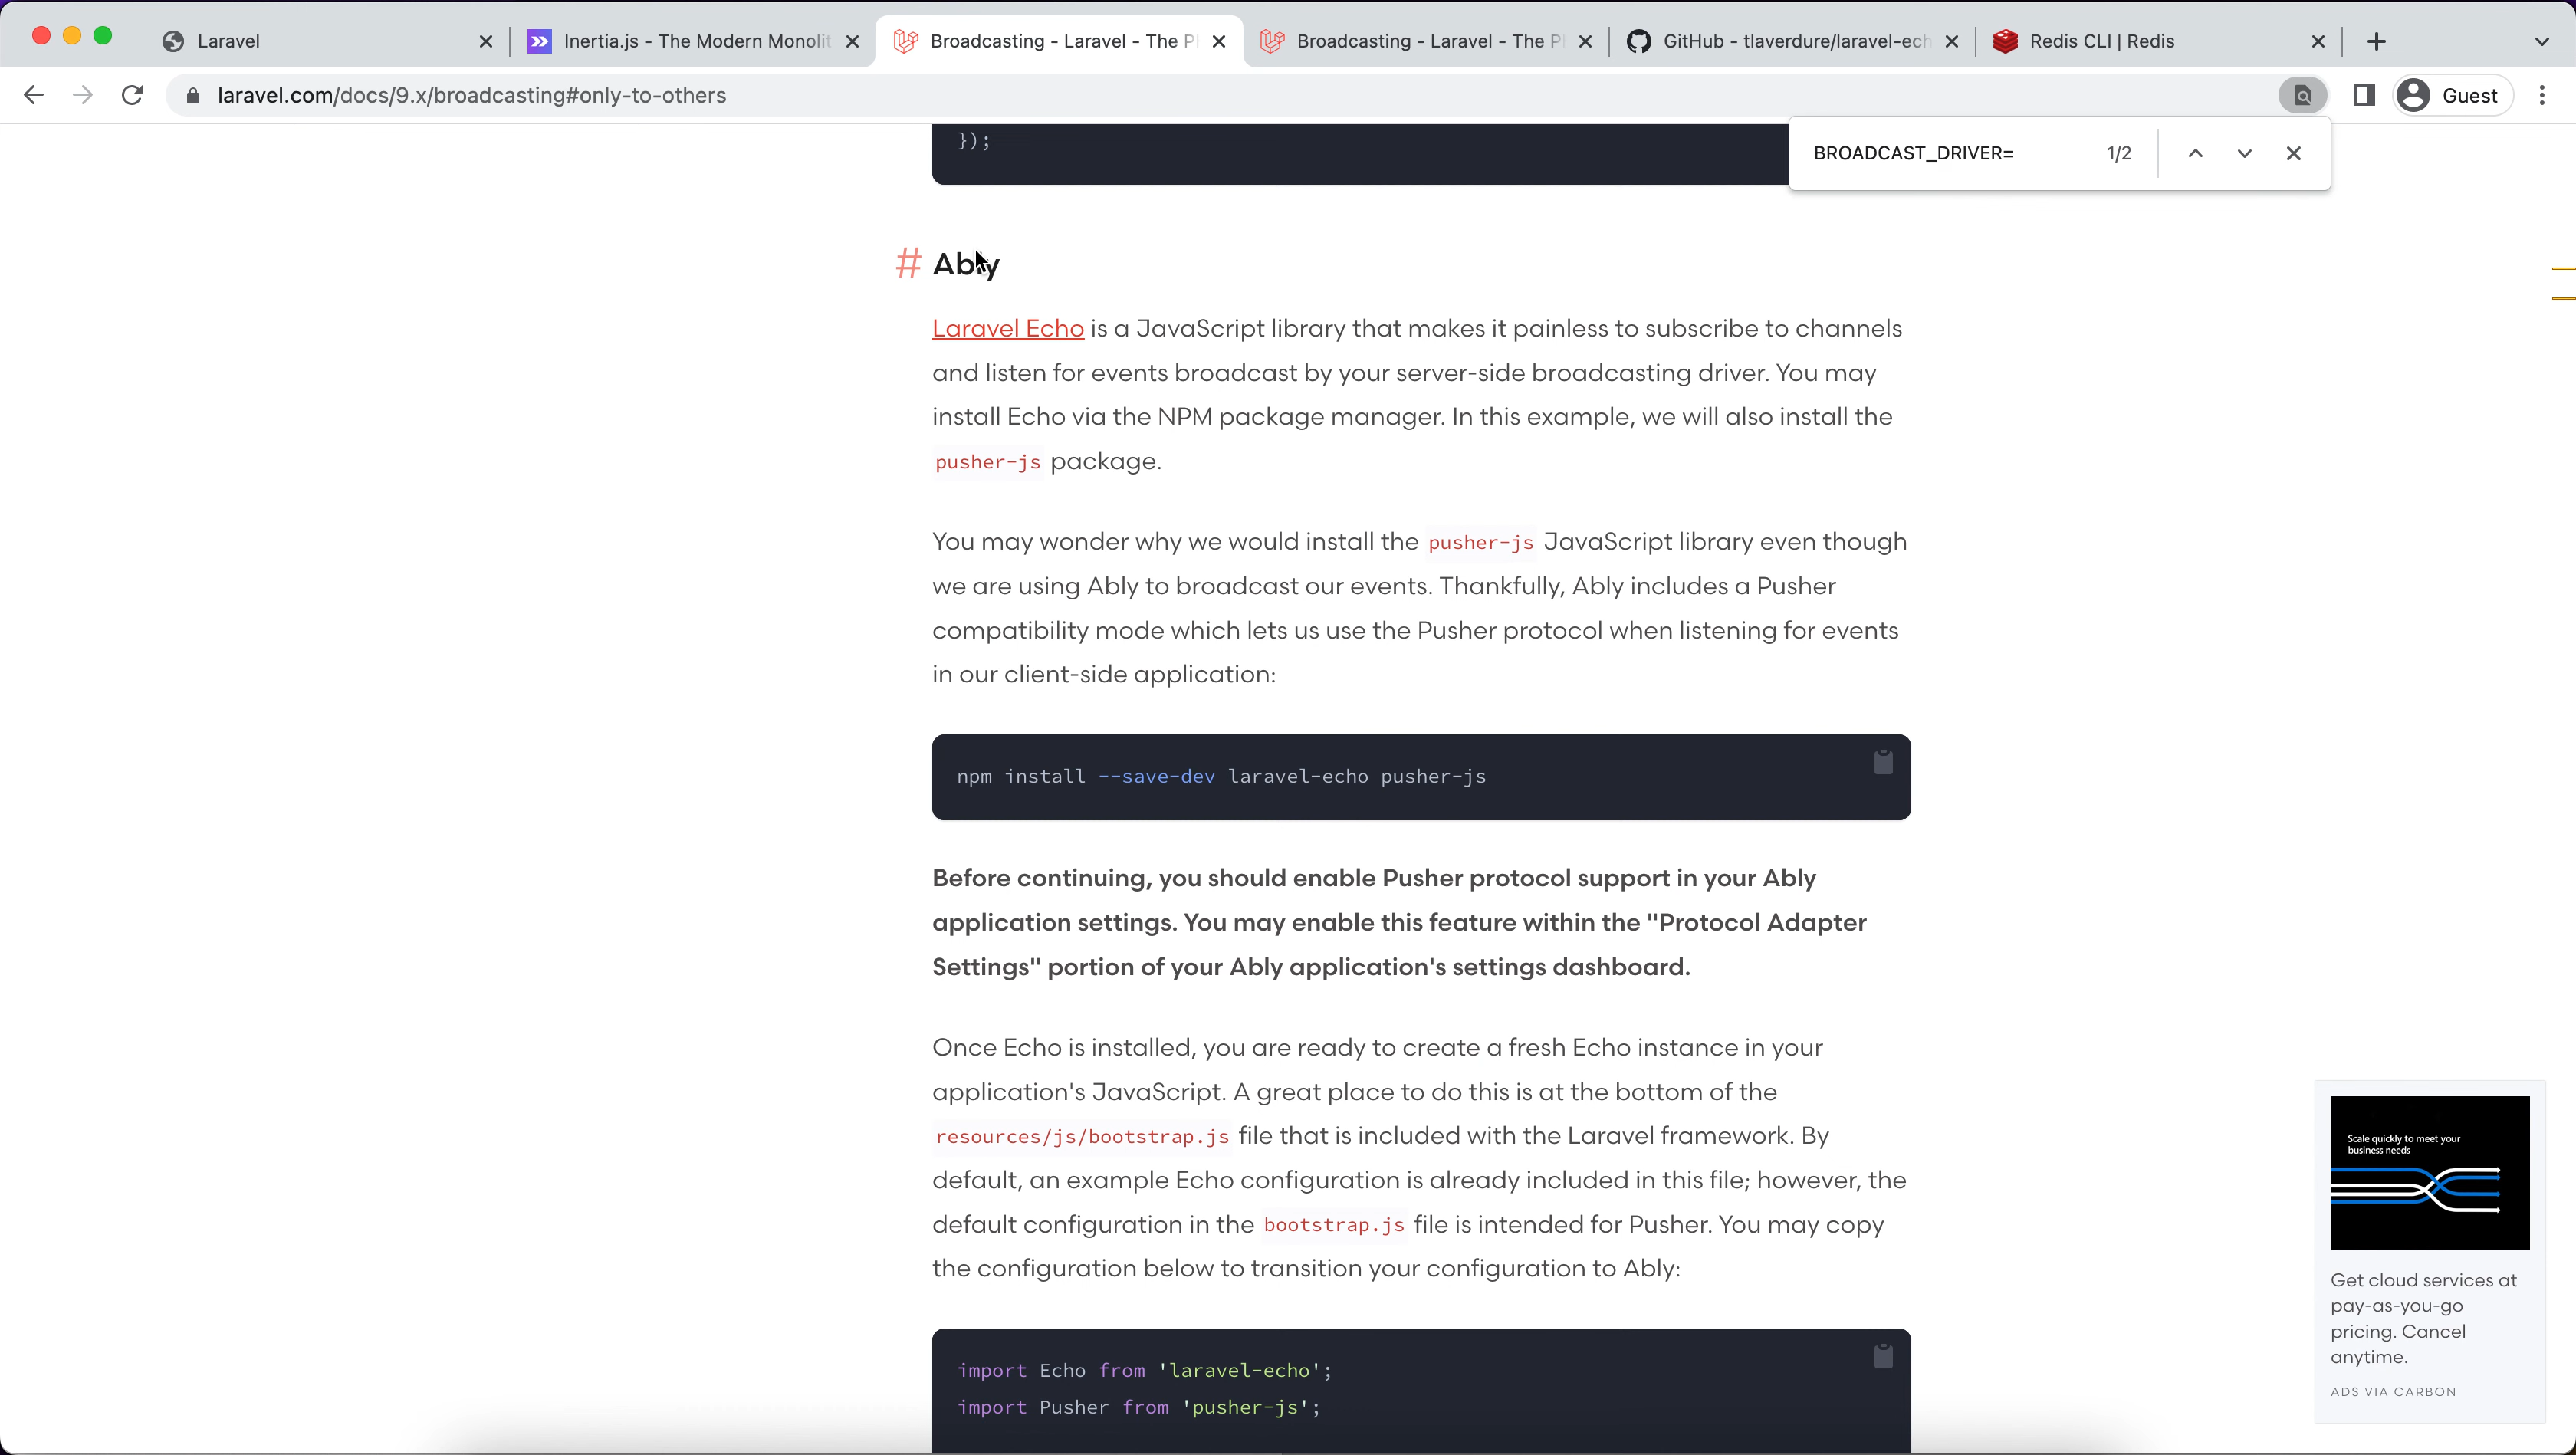 Laravel
Inertia.js - The Modern Monolit
Broadcasting - Laravel - The P
Broadcasting - Laravel - The P
GitHub - tlaverdure/laravel-ech
Redis CLI | Redis
laravel.com/docs/9.x/broadcasting#only-to-others
Guest
BROADCAST_DRIVER= 1/2
});
# Ably
Laravel Echo is a JavaScript library that makes it painless to subscribe to channels
and listen for events broadcast by your server-side broadcasting driver. You may
install Echo via the NPM package manager. In this example, we will also install the
pusher-js package.
You may wonder why we would install the pusher-js JavaScript library even though
we are using Ably to broadcast our events. Thankfully, Ably includes a Pusher
compatibility mode which lets us use the Pusher protocol when listening for events
in our client-side application:
npm install --save-dev laravel-echo pusher-js
Before continuing, you should enable Pusher protocol support in your Ably
application settings. You may enable this feature within the "Protocol Adapter
Settings" portion of your Ably application's settings dashboard.
Once Echo is installed, you are ready to create a fresh Echo instance in your
application's JavaScript. A great place to do this is at the bottom of the
resources/js/bootstrap.js file that is included with the Laravel framework. By
default, an example Echo configuration is already included in this file; however, the
default configuration in the bootstrap.js file is intended for Pusher. You may copy
the configuration below to transition your configuration to Ably:
import Echo from 'laravel-echo';
import Pusher from 'pusher-js';
Scale quickly to meet your
business needs
Get cloud services at
pay-as-you-go
pricing. Cancel
anytime.
ADS VIA CARBON